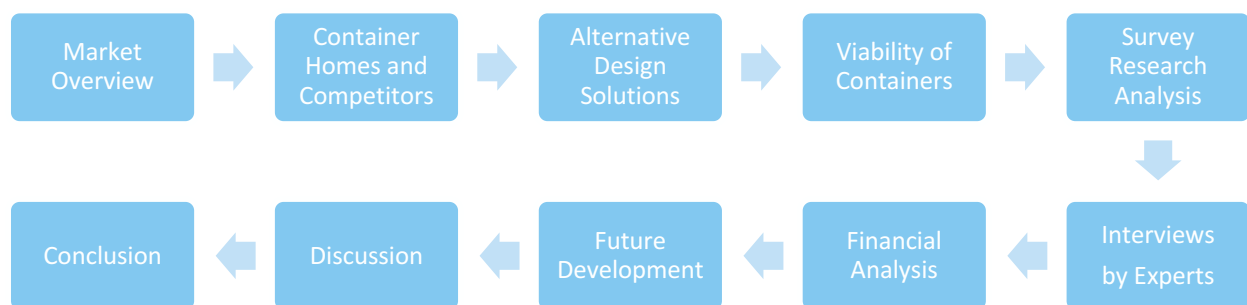 Market
Overview
Container
Homes and
Competitors
Alternative
Design
Solutions
Viability of
Containers
Survey
Research
Analysis
Interviews
by Experts
Financial
Analysis
Future
Development
Discussion
Conclusion